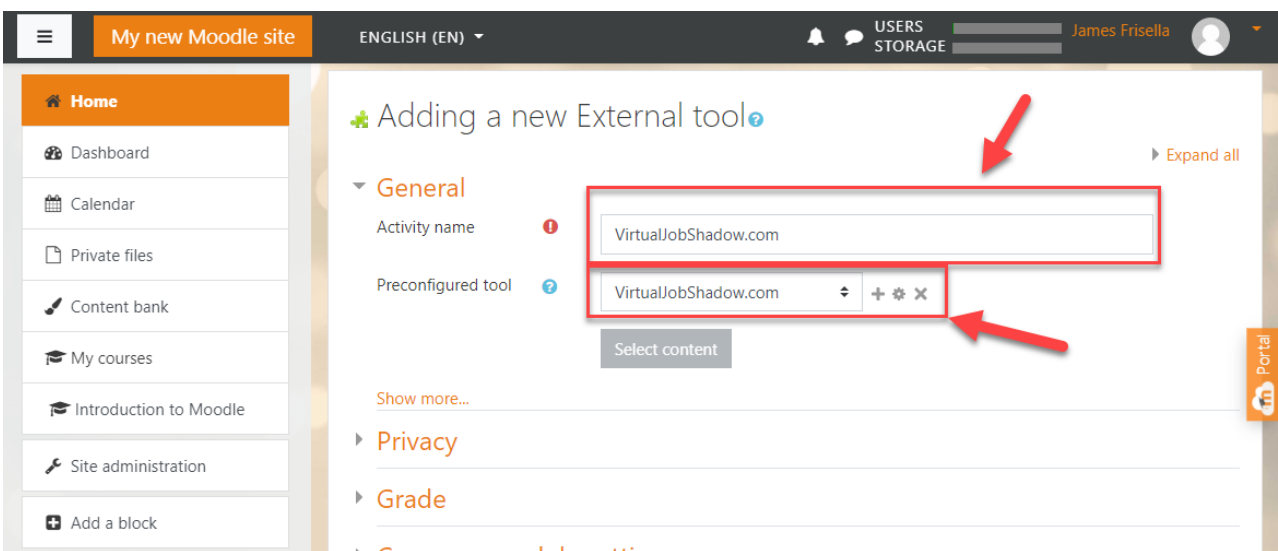 My new Moodle site
ENGLISH (EN)
USERS
STORAGE
James Frisella
Home
Dashboard
Calendar
Private files
Content bank
My courses
Introduction to Moodle
Site administration
Add a block
Adding a new External tool
Expand all
General
Activity name
VirtualJobShadow.com
Preconfigured tool
VirtualJobShadow.com
Select content
Show more...
Privacy
Grade
Portal